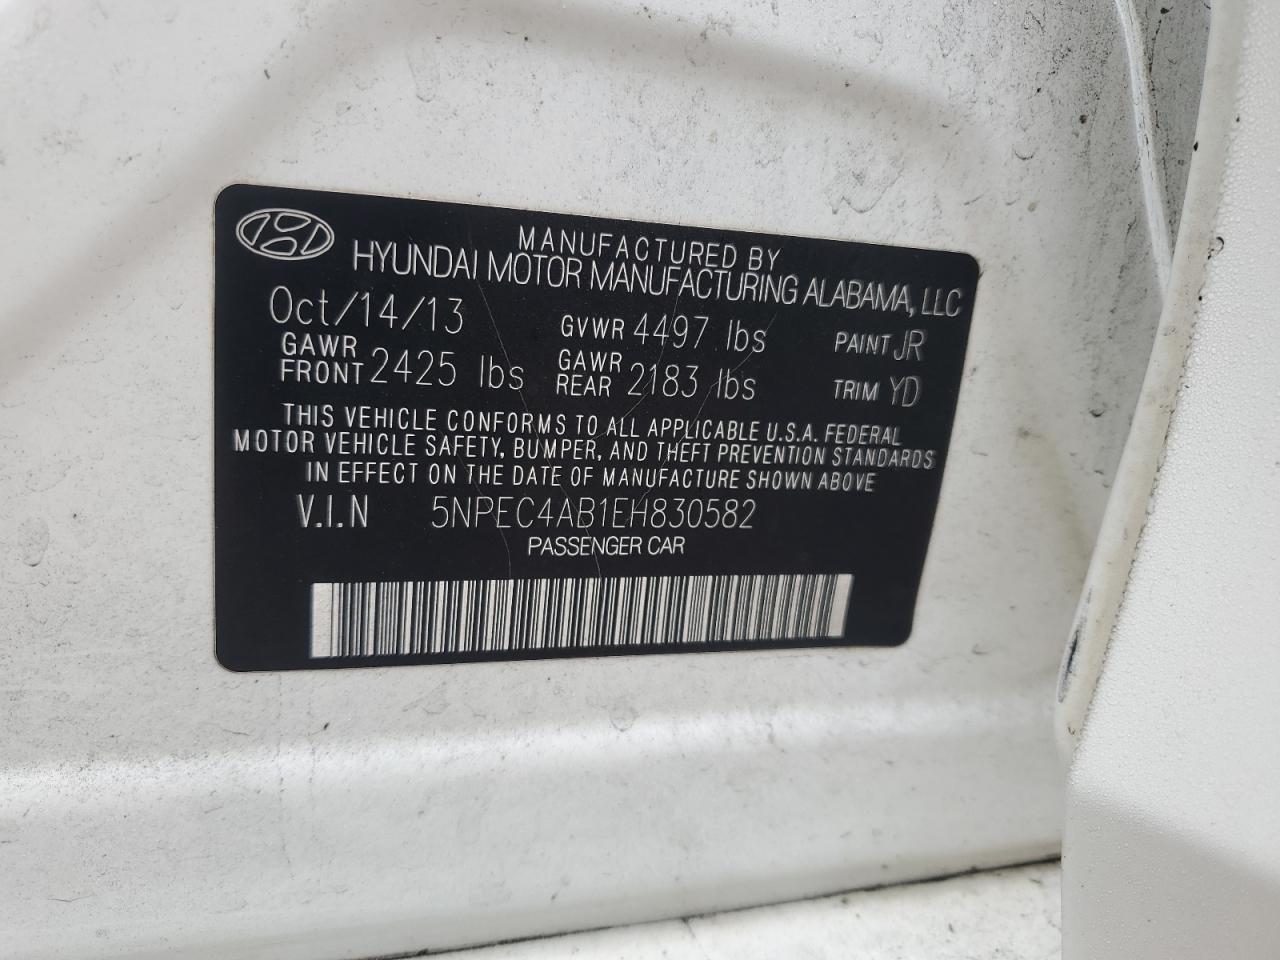 MANUFACTURED BY
HYUNDAI MOTOR MANUFACTURING ALABAMA, LLC
Oct/14/13 GVWR 4497 lbs PAINT JR
GAWR FRONT 2425 lbs GAWR REAR 2183 lbs TRIM YD
THIS VEHICLE CONFORMS TO ALL APPLICABLE U.S.A. FEDERAL
MOTOR VEHICLE SAFETY, BUMPER, AND THEFT PREVENTION STANDARDS
IN EFFECT ON THE DATE OF MANUFACTURE SHOWN ABOVE
V.I.N 5NPEC4AB1EH830582
PASSENGER CAR